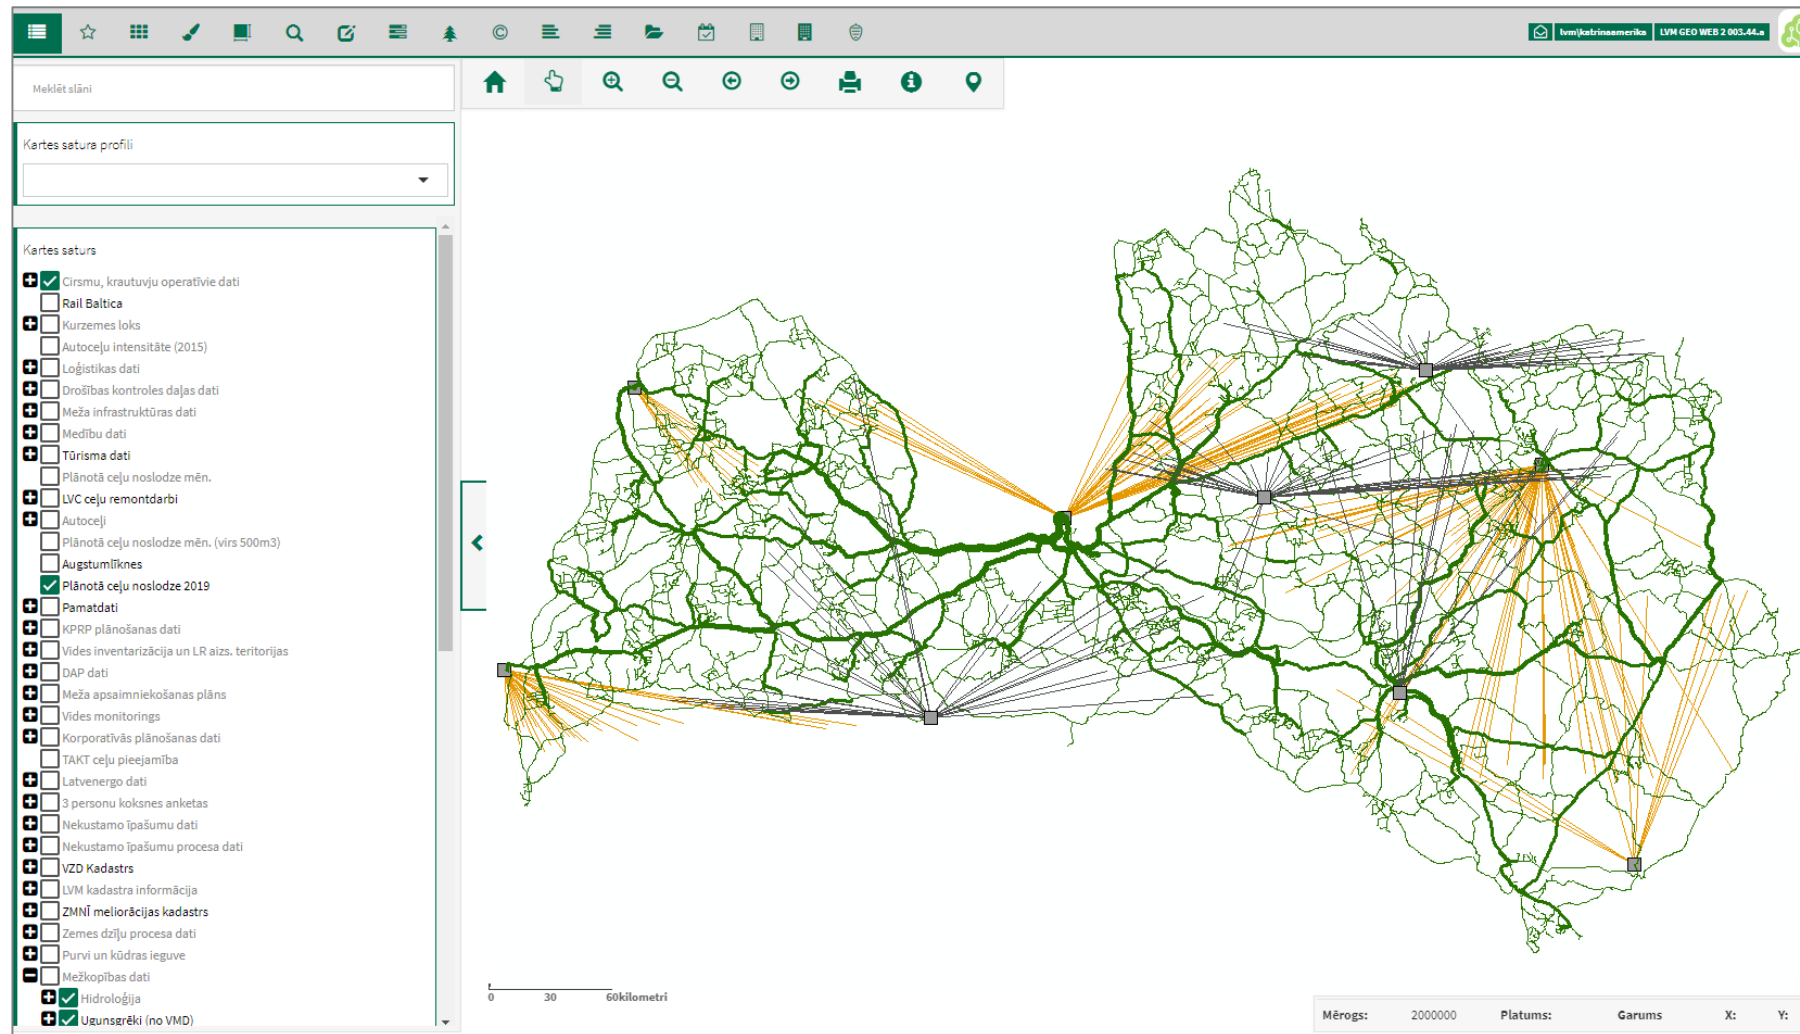 lvm\katrinaamerika LVM GEO WEB 2 003.44.a
Meklēt slāni
Kartes satura profili
Kartes saturs
Cirsmu, krautuvju operatīvie dati
Rail Baltica
Kurzemes loks
Autoceļu intensitāte (2015)
Loģistikas dati
Drošības kontroles daļas dati
Meža infrastruktūras dati
Medību dati
Tūrisma dati
Plānotā ceļu noslodze mēn.
LVC ceļu remontdarbi
Autoceļi
Plānotā ceļu noslodze mēn. (virs 500m3)
Augstumlīknes
Plānotā ceļu noslodze 2019
Pamatdati
KPRP plānošanas dati
Vides inventarizācija un LR aizs. teritorijas
DAP dati
Meža apsaimniekošanas plāns
Vides monitorings
Korporatīvās plānošanas dati
TAKT ceļu pieejamība
Latvenergo dati
3 personu koksnes anketas
Nekustamo īpašumu dati
Nekustamo īpašumu procesa dati
VZD Kadastrs
LVM kadastra informācija
ZMNĪ meliorācijas kadastrs
Zemes dzīļu procesa dati
Purvi un kūdras ieguve
Mežkopības dati
Hidroloģija
Ugunsgrēki (no VMD)
0 30 60kilometri
Mērogs: 2000000 Platums: Garums X: Y: